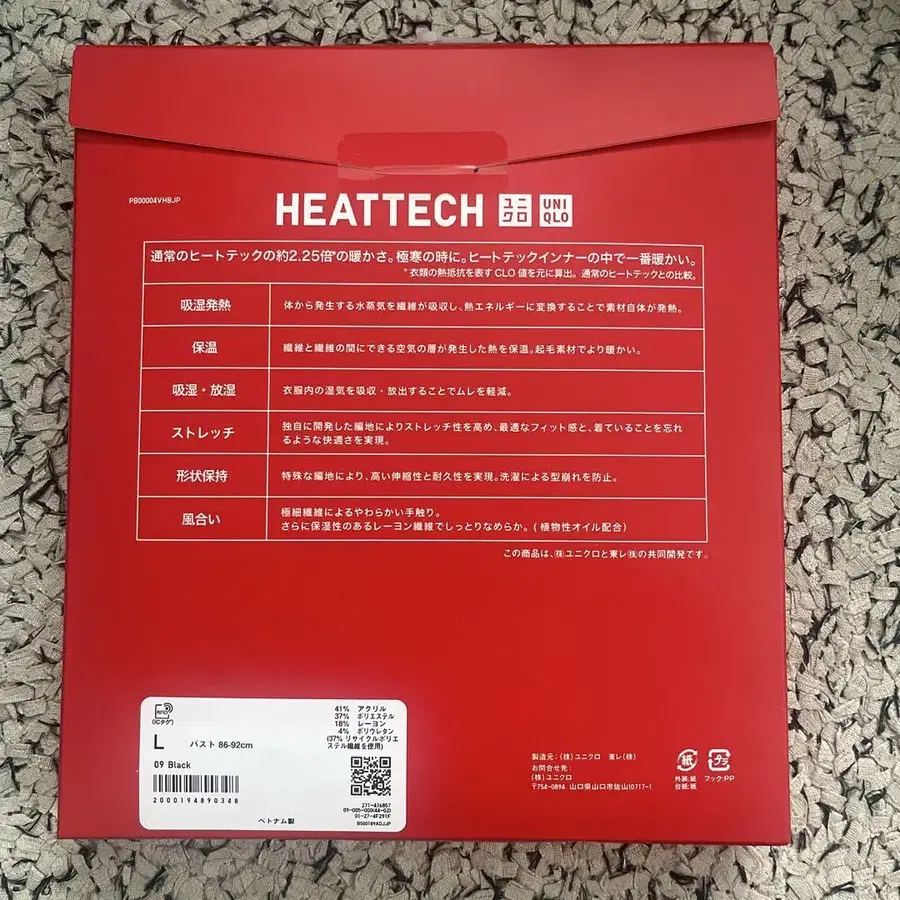 PB00004VHBJP
HEATTECH ユニクロ UNIQLO
通常のヒートテックの約2.25倍*の暖かさ。極寒の時に。ヒートテックインナーの中で一番暖かい。
*衣類の熱抵抗を表すCLO値を元に算出。通常のヒートテックとの比較。
吸湿発熱 体から発生する水蒸気を繊維が吸収し、熱エネルギーに変換することで素材自体が発熱。
保温 繊維と繊維の間にできる空気の層が発生した熱を保温。起毛素材でより暖かい。
吸湿・放湿 衣服内の湿気を吸収・放出することでムレを軽減。
ストレッチ 独自に開発した編地によりストレッチ性を高め、最適なフィット感と、着ていることを忘れ
るような快適さを実現。
形状保持 特殊な編地により、高い伸縮性と耐久性を実現。洗濯による型崩れを防止。
風合い 極細繊維によるやわらかい手触り。
さらに保湿性のあるレーヨン繊維でしっとりなめらか。(植物性オイル配合)
この商品は、㈱ユニクロと東レ㈱の共同開発です。
RFID
(ICタグ)
L バスト 86-92cm
09 Black
2000194890348
ベトナム製
41% アクリル
37% ポリエステル
18% レーヨン
4% ポリウレタン
(37% リサイクルポリエ
ステル繊維を使用)
271-476857
09-005-000(44-02)
01-27-4F291F
BS00149ADJJP
製造元:(株)ユニクロ 東レ(株)
お問合せ先:
(株)ユニクロ
〒754-0894 山口県山口市佐山10717-1
紙
外装:紙
台紙:紙
プラ
フック:PP